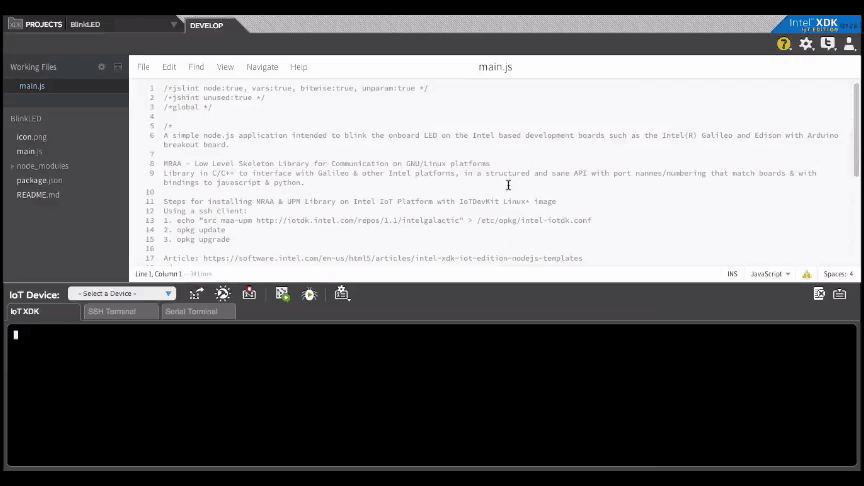 XDK PROJECTS BlinkLED
DEVELOP
Intel XDK
IoT EDITION
Working Files
File Edit Find View Navigate Help
main.js
main.js
BlinkLED
icon.png
main.js
node_modules
package.json
README.md
1 /*jslint node:true, vars:true, bitwise:true, unparam:true */
2 /*jshint unused:true */
3 /*global */
4
5 /*
6 A simple node.js application intended to blink the onboard LED on the Intel based development boards such as the Intel(R) Galileo and Edison with Arduino
breakout board.
7
8 MRAA - Low Level Skeleton Library for Communication on GNU/Linux platforms
9 Library in C/C++ to interface with Galileo & other Intel platforms, in a structured and sane API with port nanmes/numbering that match boards & with
bindings to javascript & python.
10
11 Steps for installing MRAA & UPM Library on Intel IoT Platform with IoTDevKit Linux* image
12 Using a ssh client:
13 1. echo "src maa-upm http://iotdk.intel.com/repos/1.1/intelgalactic" > /etc/opkg/intel-iotdk.conf
14 2. opkg update
15 3. opkg upgrade
16
17 Article: https://software.intel.com/en-us/html5/articles/intel-xdk-iot-edition-nodejs-templates
Line 1, Column 1 — 34 Lines
INS JavaScript Spaces: 4
IoT Device: - Select a Device -
IoT XDK SSH Terminal Serial Terminal